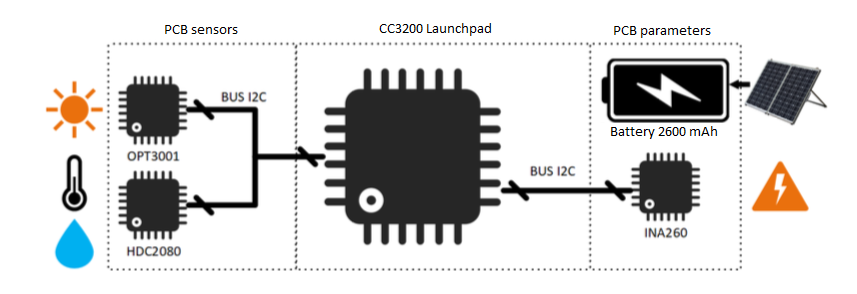 PCB sensors
CC3200 Launchpad
PCB parameters
BUS I2C
OPT3001
HDC2080
BUS I2C
Battery 2600 mAh
INA260